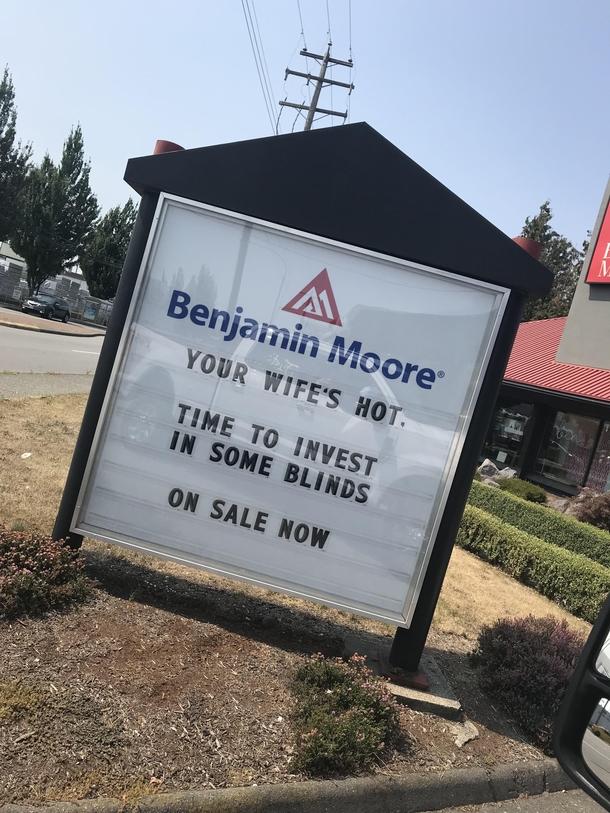 Benjamin Moore®
YOUR WIFE'S HOT.
TIME TO INVEST
IN SOME BLINDS
ON SALE NOW